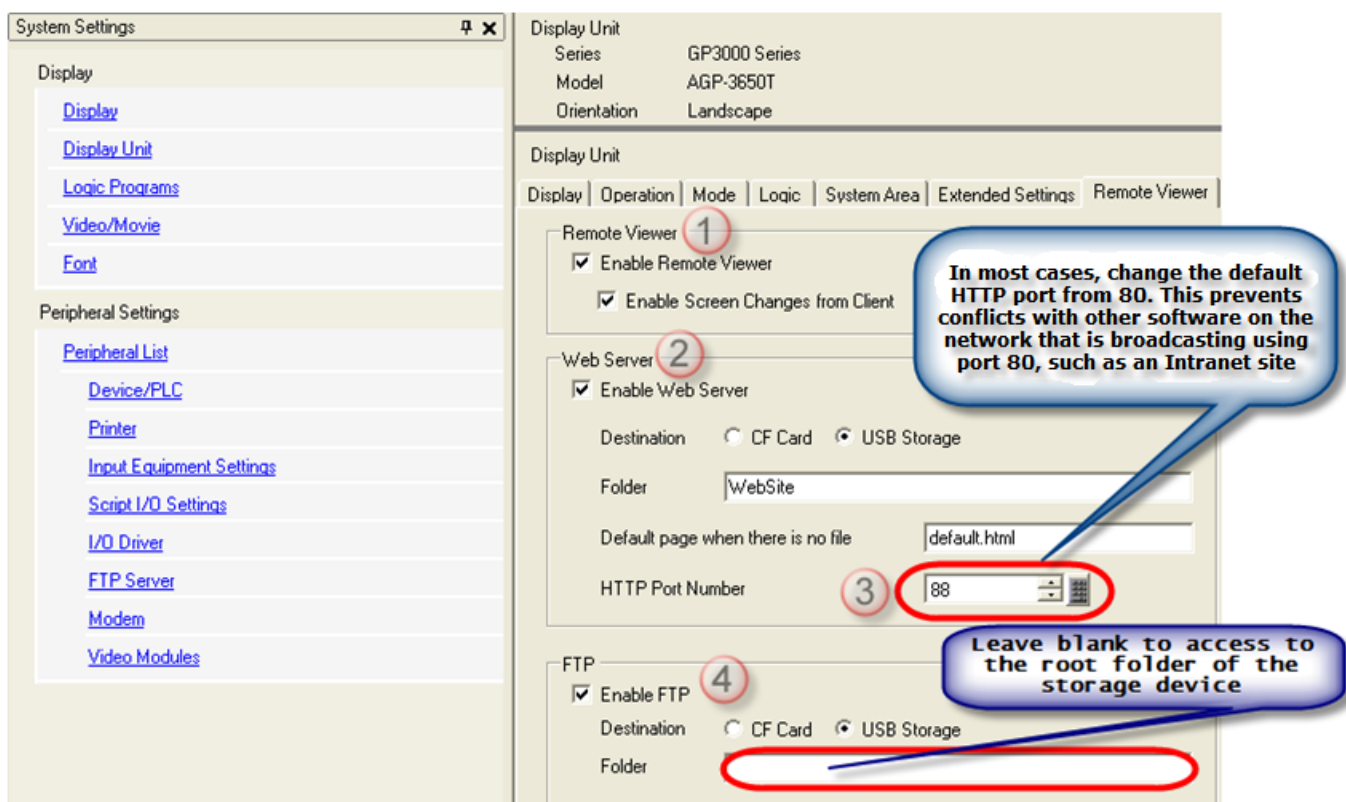 System Settings
Display
Display
Display Unit
Logic Programs
Video/Movie
Font
Peripheral Settings
Peripheral List
Device/PLC
Printer
Input Equipment Settings
Script I/O Settings
I/O Driver
FTP Server
Modem
Video Modules
Display Unit
Series GP3000 Series
Model AGP-3650T
Orientation Landscape
Display Unit
Display Operation Mode Logic System Area Extended Settings Remote Viewer
Remote Viewer 1
Enable Remote Viewer
Enable Screen Changes from Client
In most cases, change the default
HTTP port from 80. This prevents
conflicts with other software on the
network that is broadcasting using
port 80, such as an Intranet site
Web Server 2
Enable Web Server
Destination CF Card USB Storage
Folder WebSite
Default page when there is no file default.html
HTTP Port Number 3 88
Leave blank to access to
the root folder of the
storage device
FTP 4
Enable FTP
Destination CF Card USB Storage
Folder